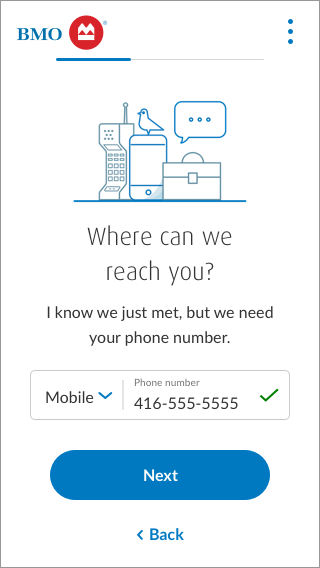 BMO
Where can we
reach you?
I know we just met, but we need
your phone number.
Phone number
Mobile
416-555-5555
Next
Back